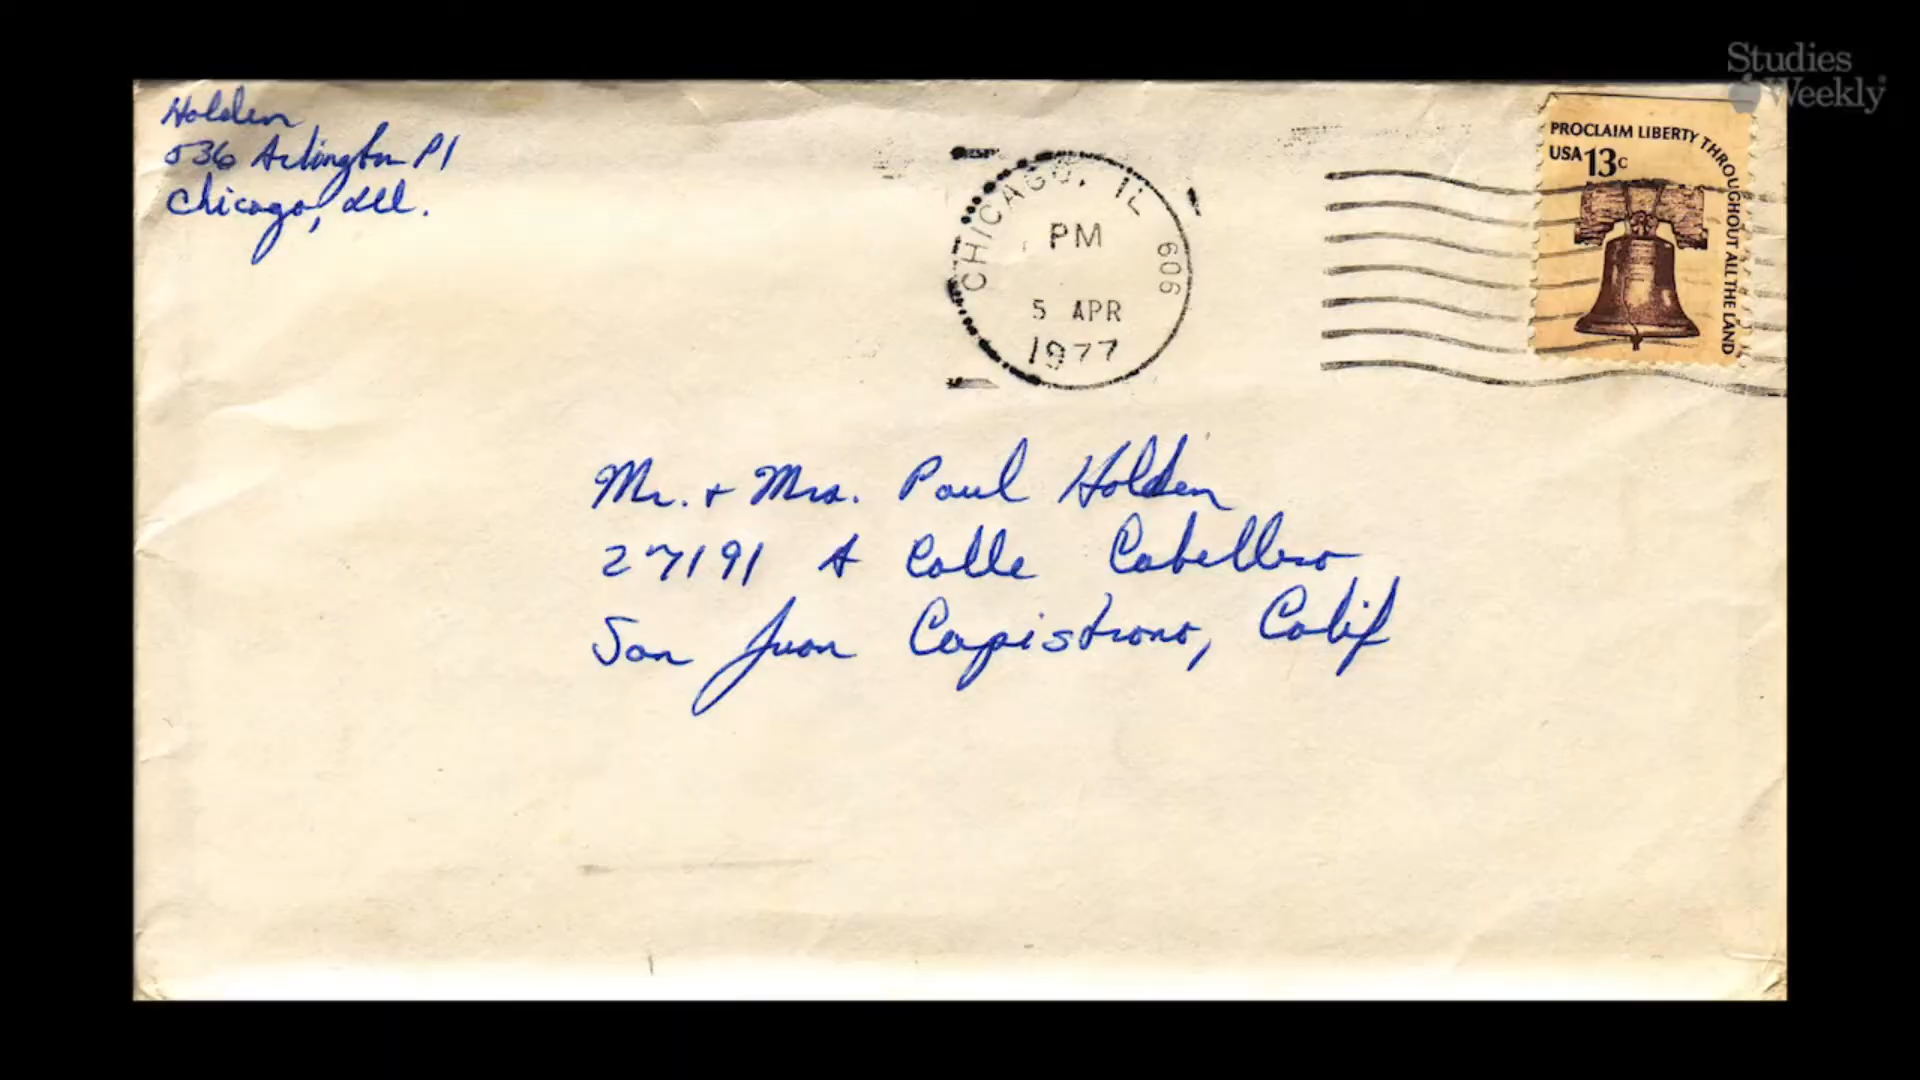 Studies
Weekly
Holden
536 Arlington Pl
Chicago, Ill.
CHICAGO, IL 606
PM
5 APR
1977
PROCLAIM LIBERTY THROUGHOUT ALL THE LAND
USA 13c
Mr. + Mrs. Paul Holden
27191 A Calle Caballero
San Juan Capistrano, Calif